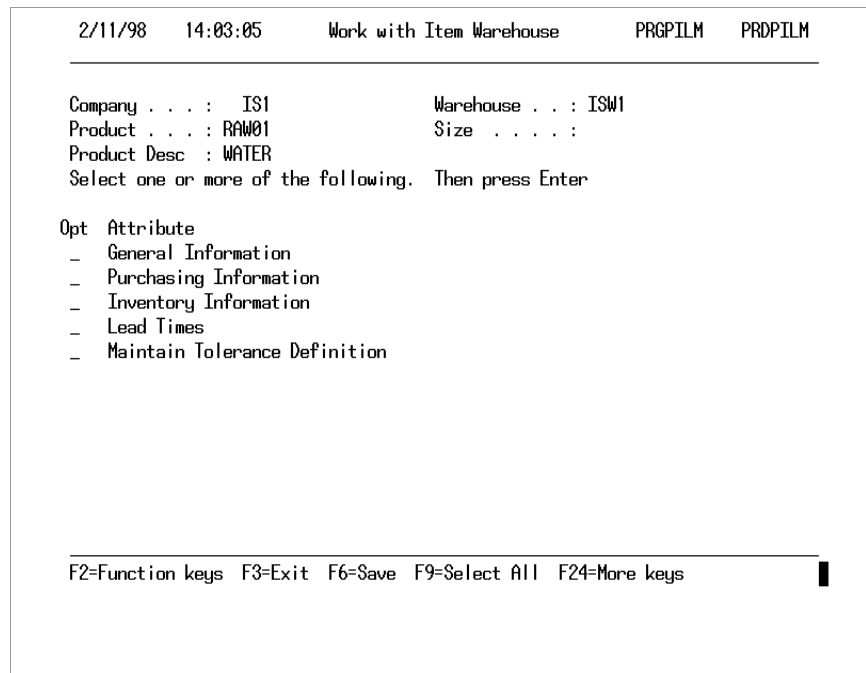 2/11/98 14:03:05 Work with Item Warehouse PRGPILM PRDPILM
Company . . . : IS1 Warehouse . . : ISW1
Product . . . : RAW01 Size . . . . :
Product Desc : WATER
Select one or more of the following. Then press Enter
Opt Attribute
_ General Information
_ Purchasing Information
_ Inventory Information
_ Lead Times
_ Maintain Tolerance Definition
F2=Function keys F3=Exit F6=Save F9=Select All F24=More keys